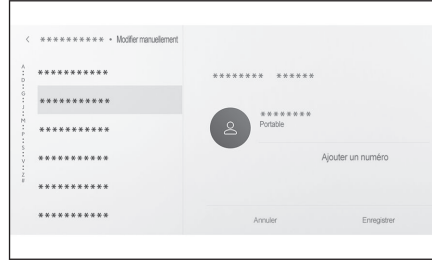 < ********** • Modifier manuellement
A
•
D
•
G
•
J
•
M
•
P
•
S
•
V
•
Z
#
***********
***********
***********
***********
***********
***********
******** ******
********
Portable
Ajouter un numéro
Annuler
Enregistrer